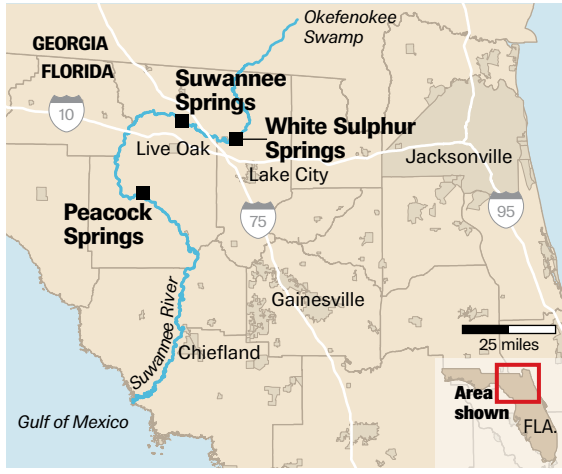 Okefenokee
Swamp
GEORGIA
FLORIDA
10
Suwannee
Springs
White Sulphur
Springs
Live Oak
Lake City
Jacksonville
Peacock
Springs
75
95
Suwannee River
Gainesville
25 miles
Chiefland
Area
shown
FLA.
Gulf of Mexico